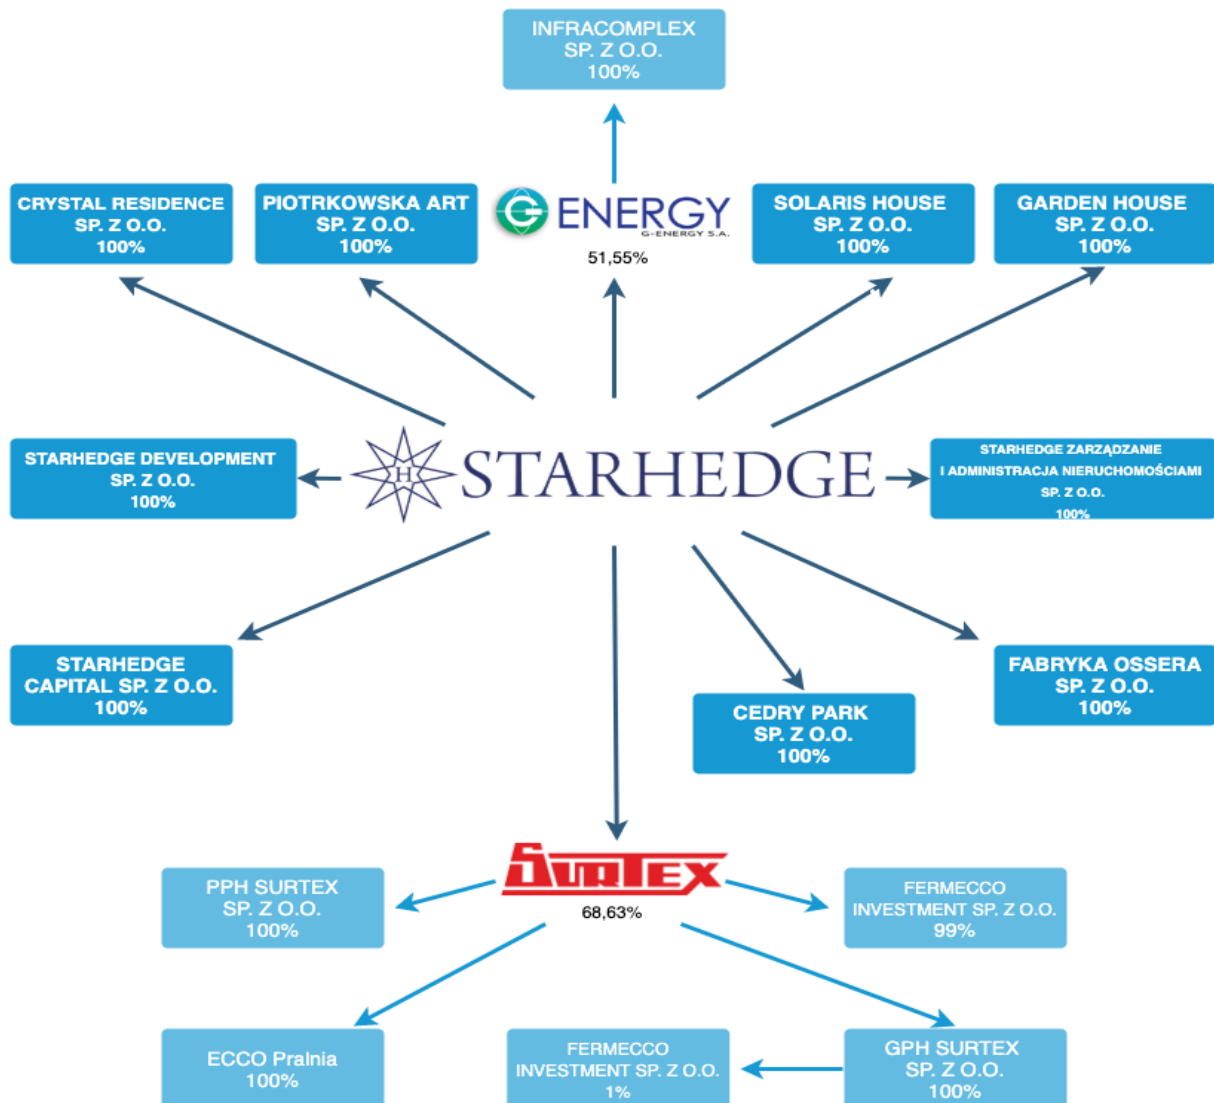 INFRACOMPLEX
SP. Z O.O.
100%
CRYSTAL RESIDENCE
SP. Z O.O.
100%
PIOTRKOWSKA ART
SP. Z O.O.
100%
G ENERGY
G-ENERGY S.A.
51,55%
SOLARIS HOUSE
SP. Z O.O.
100%
GARDEN HOUSE
SP. Z O.O.
100%
STARHEDGE DEVELOPMENT
SP. Z O.O.
100%
H STARHEDGE
STARHEDGE ZARZĄDZANIE
I ADMINISTRACJA NIERUCHOMOŚCIAMI
SP. Z O.O.
100%
STARHEDGE
CAPITAL SP. Z O.O.
100%
CEDRY PARK
SP. Z O.O.
100%
FABRYKA OSSERA
SP. Z O.O.
100%
SURTEX
68,63%
PPH SURTEX
SP. Z O.O.
100%
FERMECCO
INVESTMENT SP. Z O.O.
99%
ECCO Pralnia
100%
FERMECCO
INVESTMENT SP. Z O.O.
1%
GPH SURTEX
SP. Z O.O.
100%